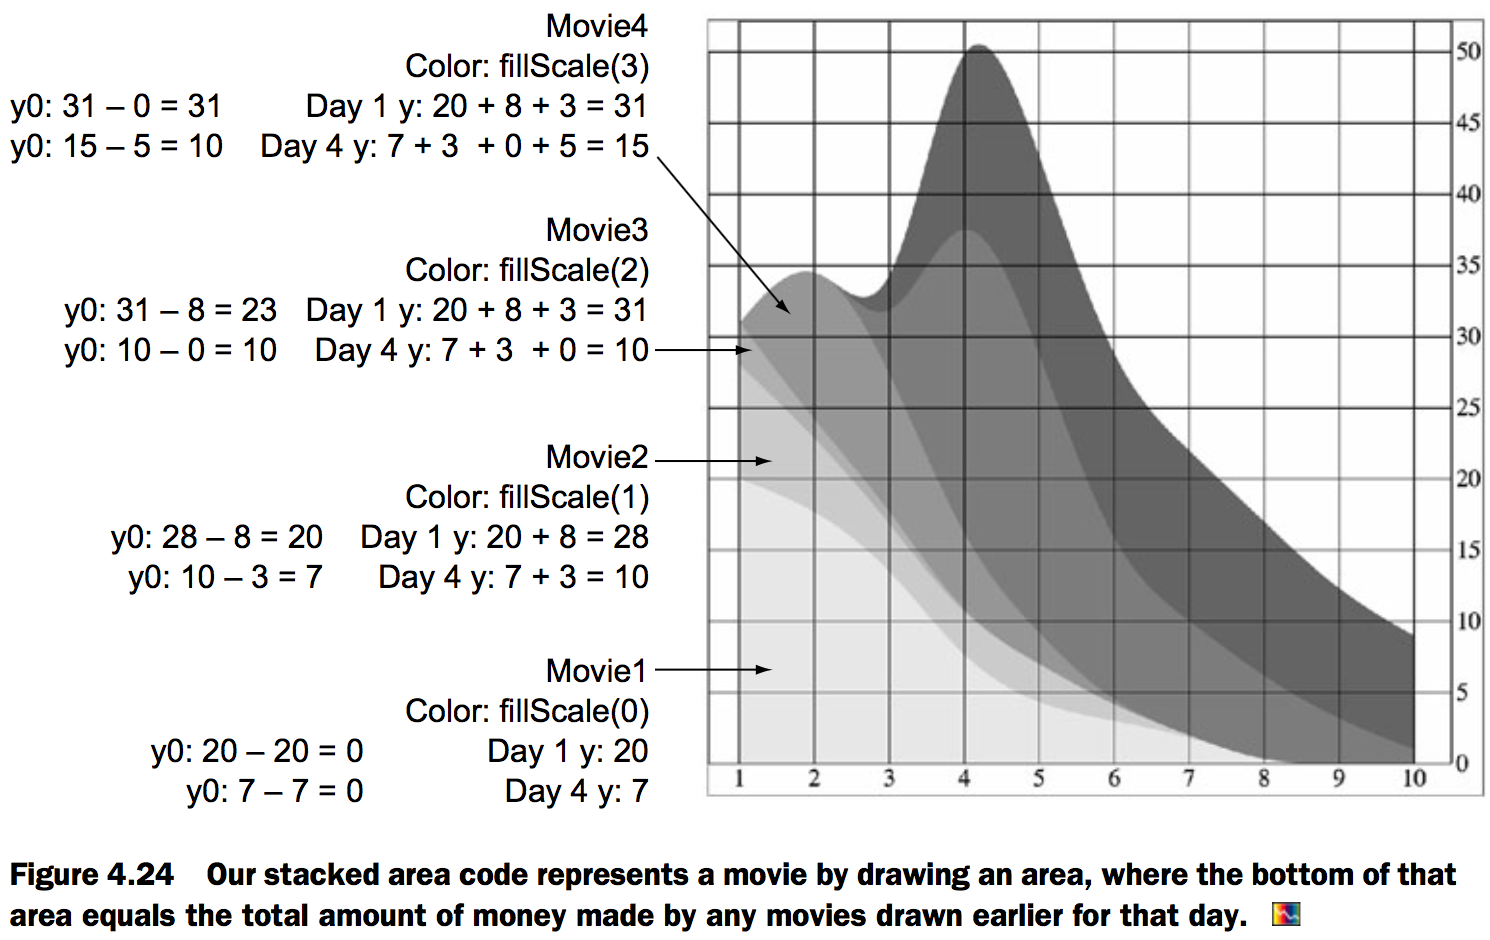 Movie4
Color: fillScale(3)
y0: 31 – 0 = 31 Day 1 y: 20 + 8 + 3 = 31
y0: 15 – 5 = 10 Day 4 y: 7 + 3 + 0 + 5 = 15
Movie3
Color: fillScale(2)
y0: 31 – 8 = 23 Day 1 y: 20 + 8 + 3 = 31
y0: 10 – 0 = 10 Day 4 y: 7 + 3 + 0 = 10
Movie2
Color: fillScale(1)
y0: 28 – 8 = 20 Day 1 y: 20 + 8 = 28
y0: 10 – 3 = 7 Day 4 y: 7 + 3 = 10
Movie1
Color: fillScale(0)
y0: 20 – 20 = 0 Day 1 y: 20
y0: 7 – 7 = 0 Day 4 y: 7
50
45
40
35
30
25
20
15
10
5
0
1 2 3 4 5 6 7 8 9 10
Figure 4.24 Our stacked area code represents a movie by drawing an area, where the bottom of that
area equals the total amount of money made by any movies drawn earlier for that day.